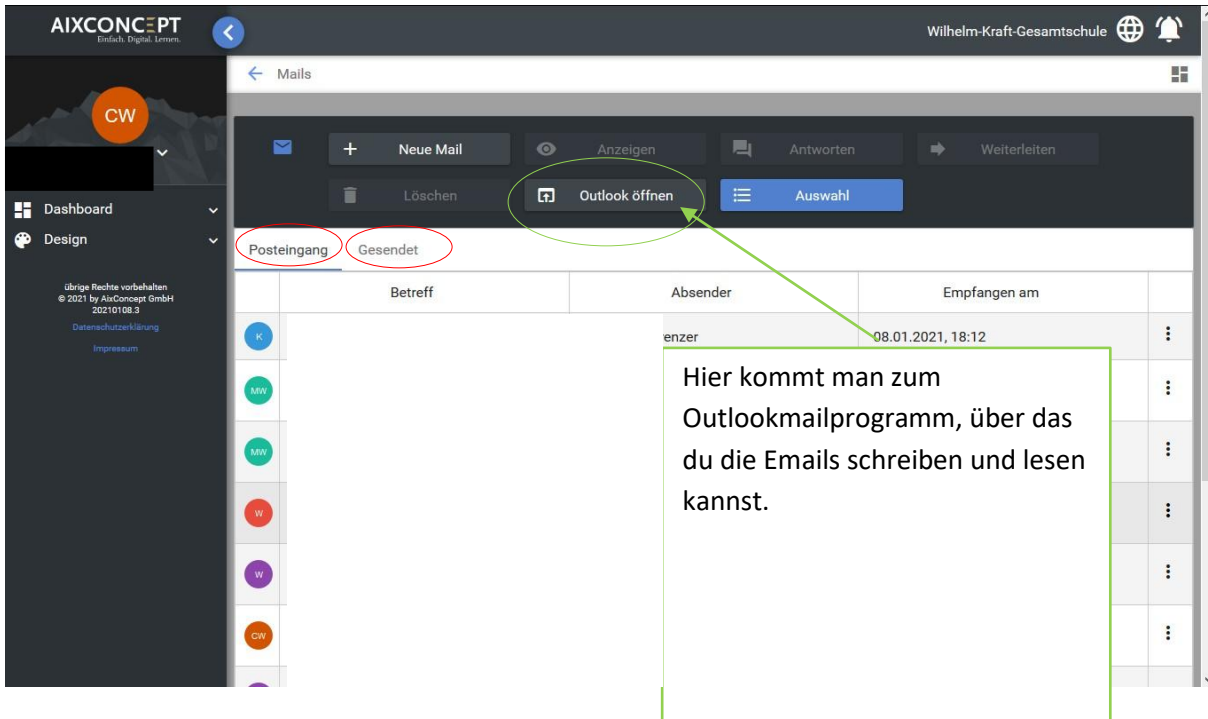 AIXCONCEPT
Einfach. Digital. Lernen.
Wilhelm-Kraft-Gesamtschule
Mails
CW
Neue Mail
Anzeigen
Antworten
Weiterleiten
Löschen
Outlook öffnen
Auswahl
Dashboard
Design
Posteingang
Gesendet
übrige Rechte vorbehalten
© 2021 by AixConcept GmbH
20210108.3
Datenschutzerklärung
Impressum
Betreff
Absender
Empfangen am
K
08.01.2021, 18:12
MW
MW
W
W
CW
Hier kommt man zum
Outlookmailprogramm, über das
du die Emails schreiben und lesen
kannst.